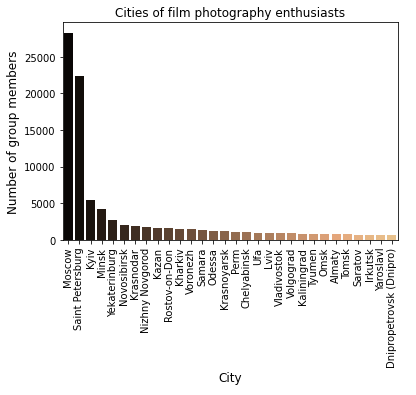 Cities of film photography enthusiasts
Number of group members
25000
20000
15000
10000
5000
0
Moscow
Saint Petersburg
Kyiv
Minsk
Yekaterinburg
Novosibirsk
Krasnodar
Nizhny Novgorod
Kazan
Rostov-on-Don
Kharkiv
Voronezh
Samara
Odessa
Krasnoyarsk
Perm
Chelyabinsk
Ufa
Lviv
Vladivostok
Volgograd
Kaliningrad
Tyumen
Omsk
Almaty
Tomsk
Saratov
Irkutsk
Yaroslavl
Dnipropetrovsk (Dnipro)
City